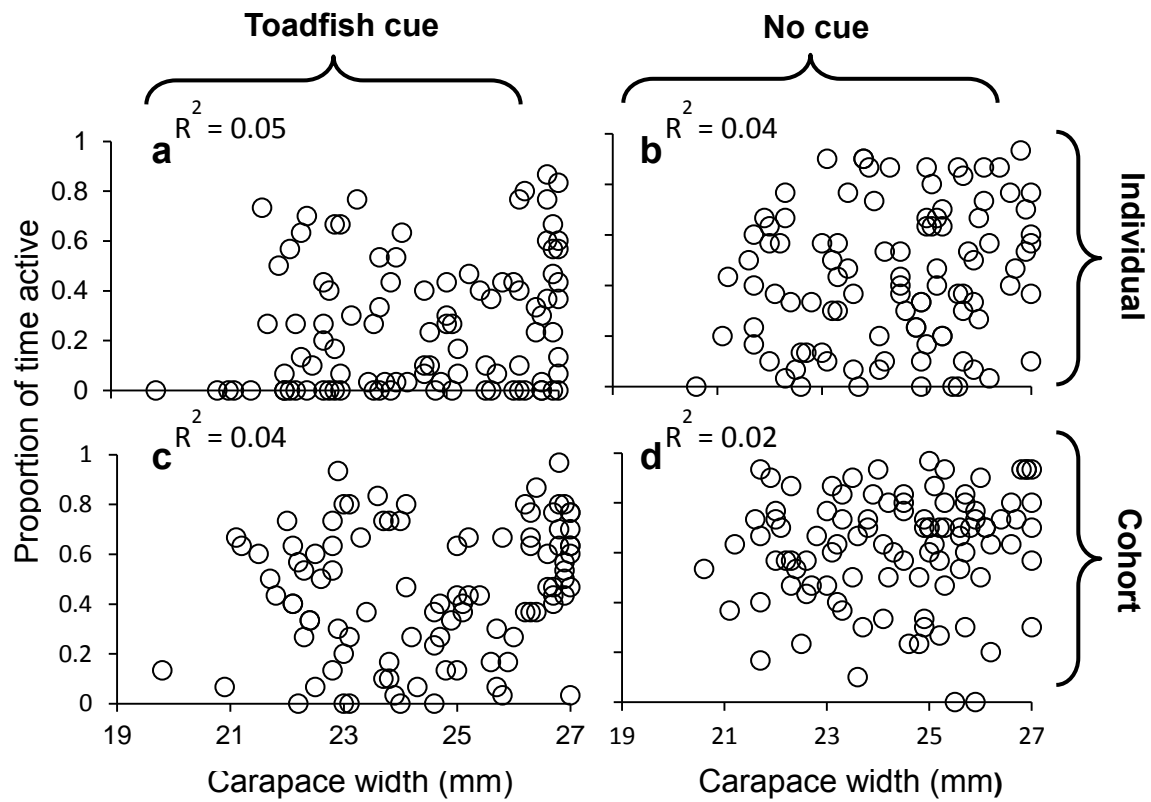 Toadfish cue
No cue
R2 = 0.05
R2 = 0.04
a
b
1
0.8
0.6
0.4
0.2
0
Individual
R2 = 0.04
R2 = 0.02
c
d
1
0.8
0.6
0.4
0.2
0
Cohort
Proportion of time active
19 21 23 25 27
19 21 23 25 27
Carapace width (mm)
Carapace width (mm)